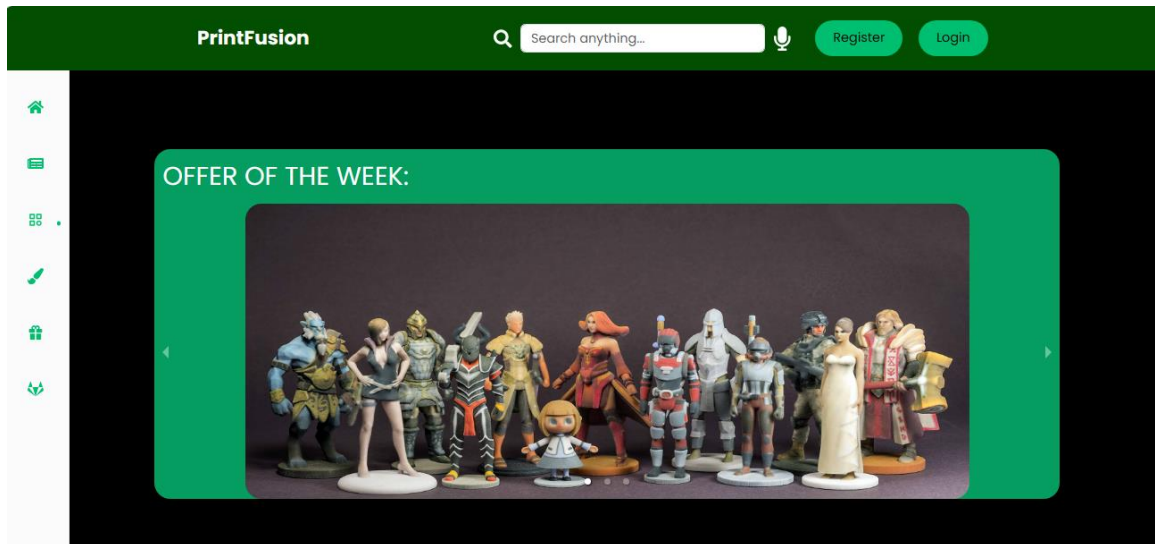 PrintFusion
Search anything...
Register
Login
OFFER OF THE WEEK: